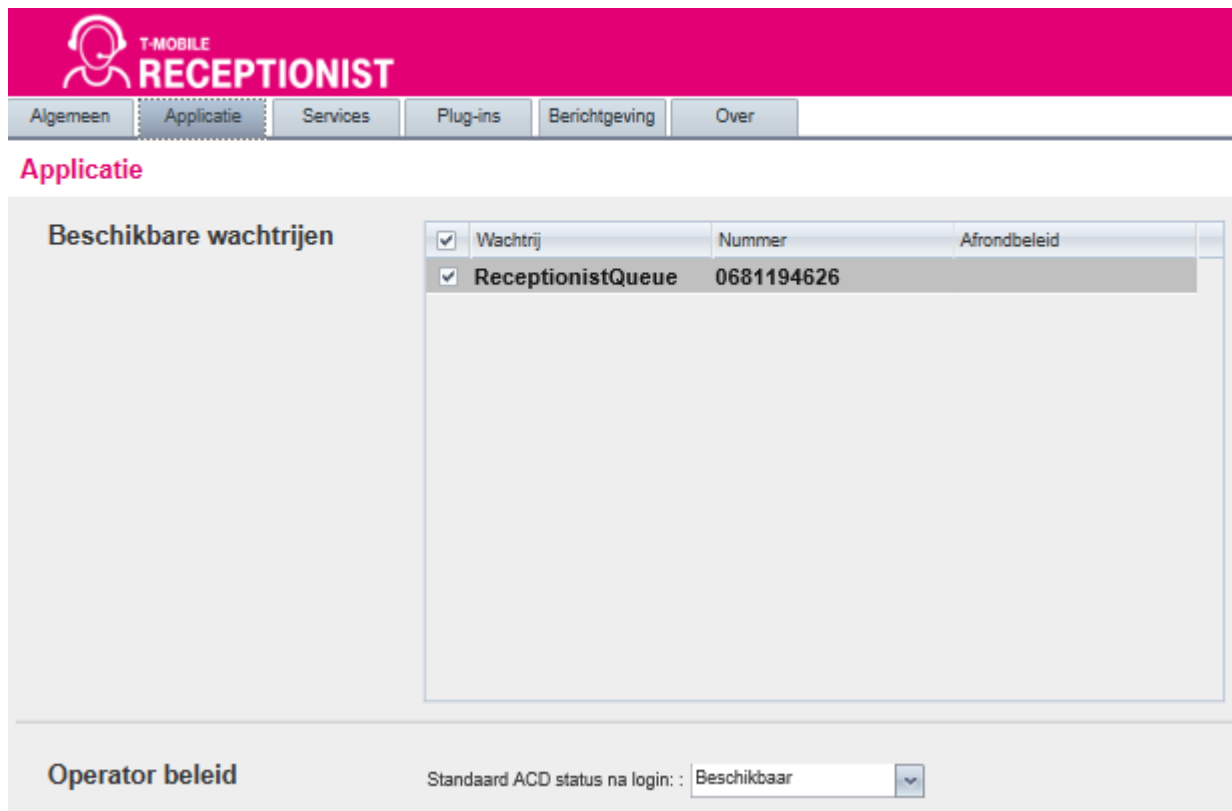 T-MOBILE
RECEPTIONIST
Algemeen Applicatie Services Plug-ins Berichtgeving Over
Applicatie
Beschikbare wachtrijen
Wachtrij Nummer Afrondbeleid
ReceptionistQueue 0681194626
Operator beleid
Standaard ACD status na login: : Beschikbaar